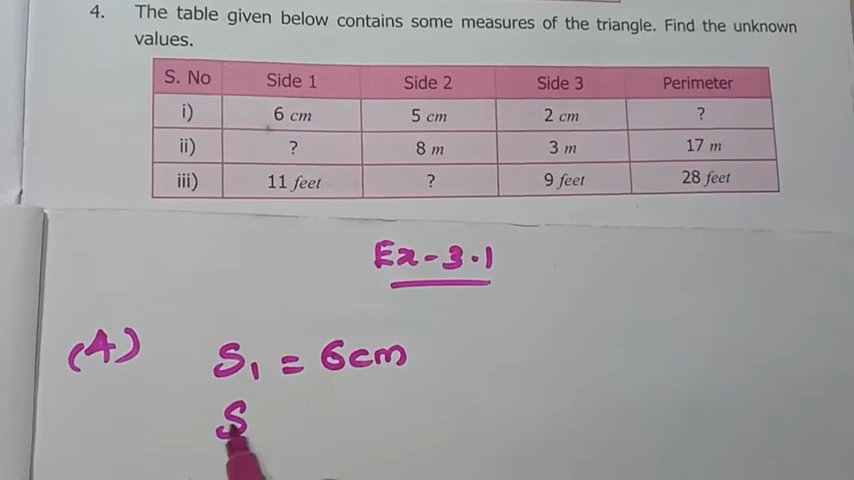 4. The table given below contains some measures of the triangle. Find the unknown
values.
S. No Side 1 Side 2 Side 3 Perimeter
i) 6 cm 5 cm 2 cm ?
ii) ? 8 m 3 m 17 m
iii) 11 feet ? 9 feet 28 feet
Ex-3.1
(4) S₁ = 6cm
S